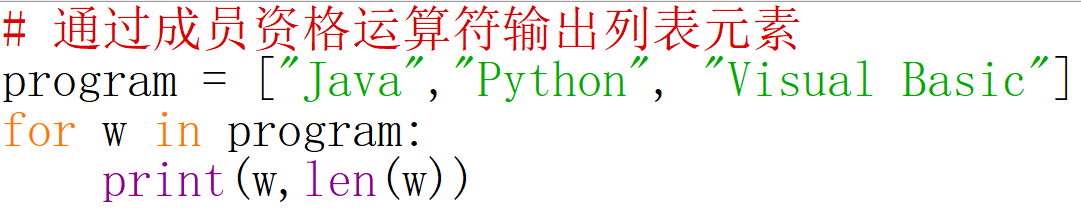 # 通过成员资格运算符输出列表元素
program = ["Java","Python", "Visual Basic"]
for w in program:
    print(w,len(w))